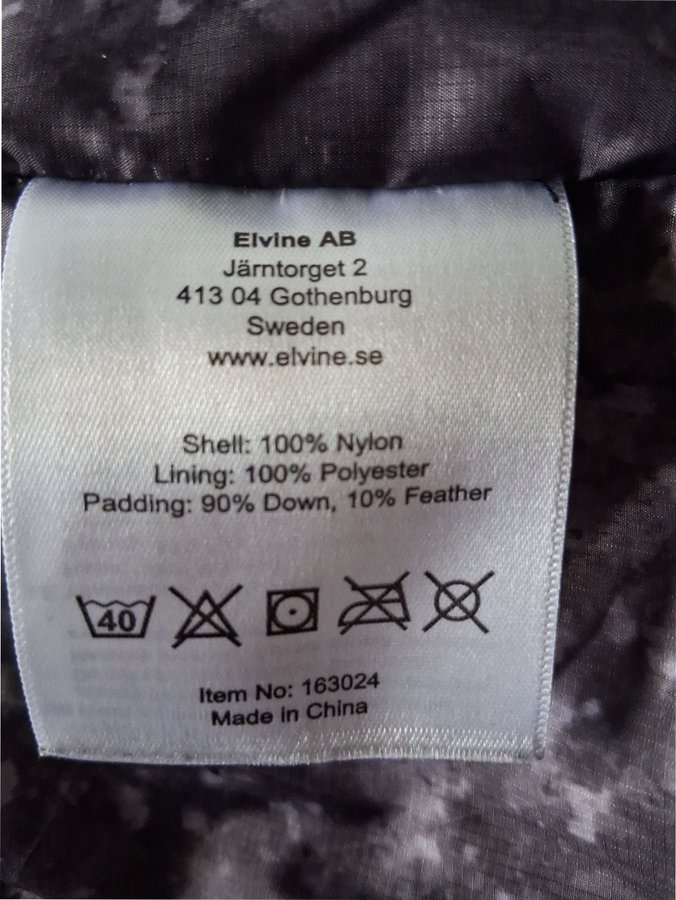 Elvine AB
Järntorget 2
413 04 Gothenburg
Sweden
www.elvine.se
Shell: 100% Nylon
Lining: 100% Polyester
Padding: 90% Down, 10% Feather
40
Item No: 163024
Made in China